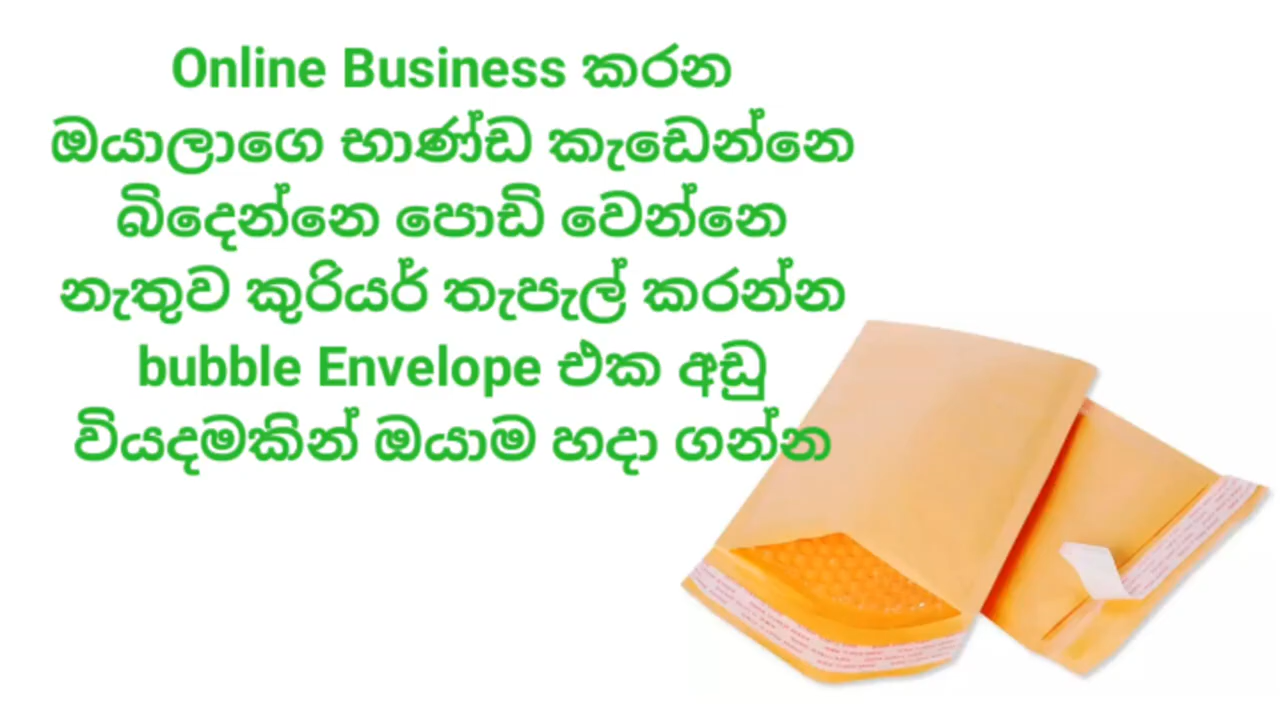 Online Business කරන
ඔයාලාගෙ භාණ්ඩ කැඩෙන්නෙ
බිදෙන්නෙ පොඩි වෙන්නෙ
නැතුව කුරියර් තැපැල් කරන්න
bubble Envelope එක අඩු
වියදමකින් ඔයාම හදා ගන්න